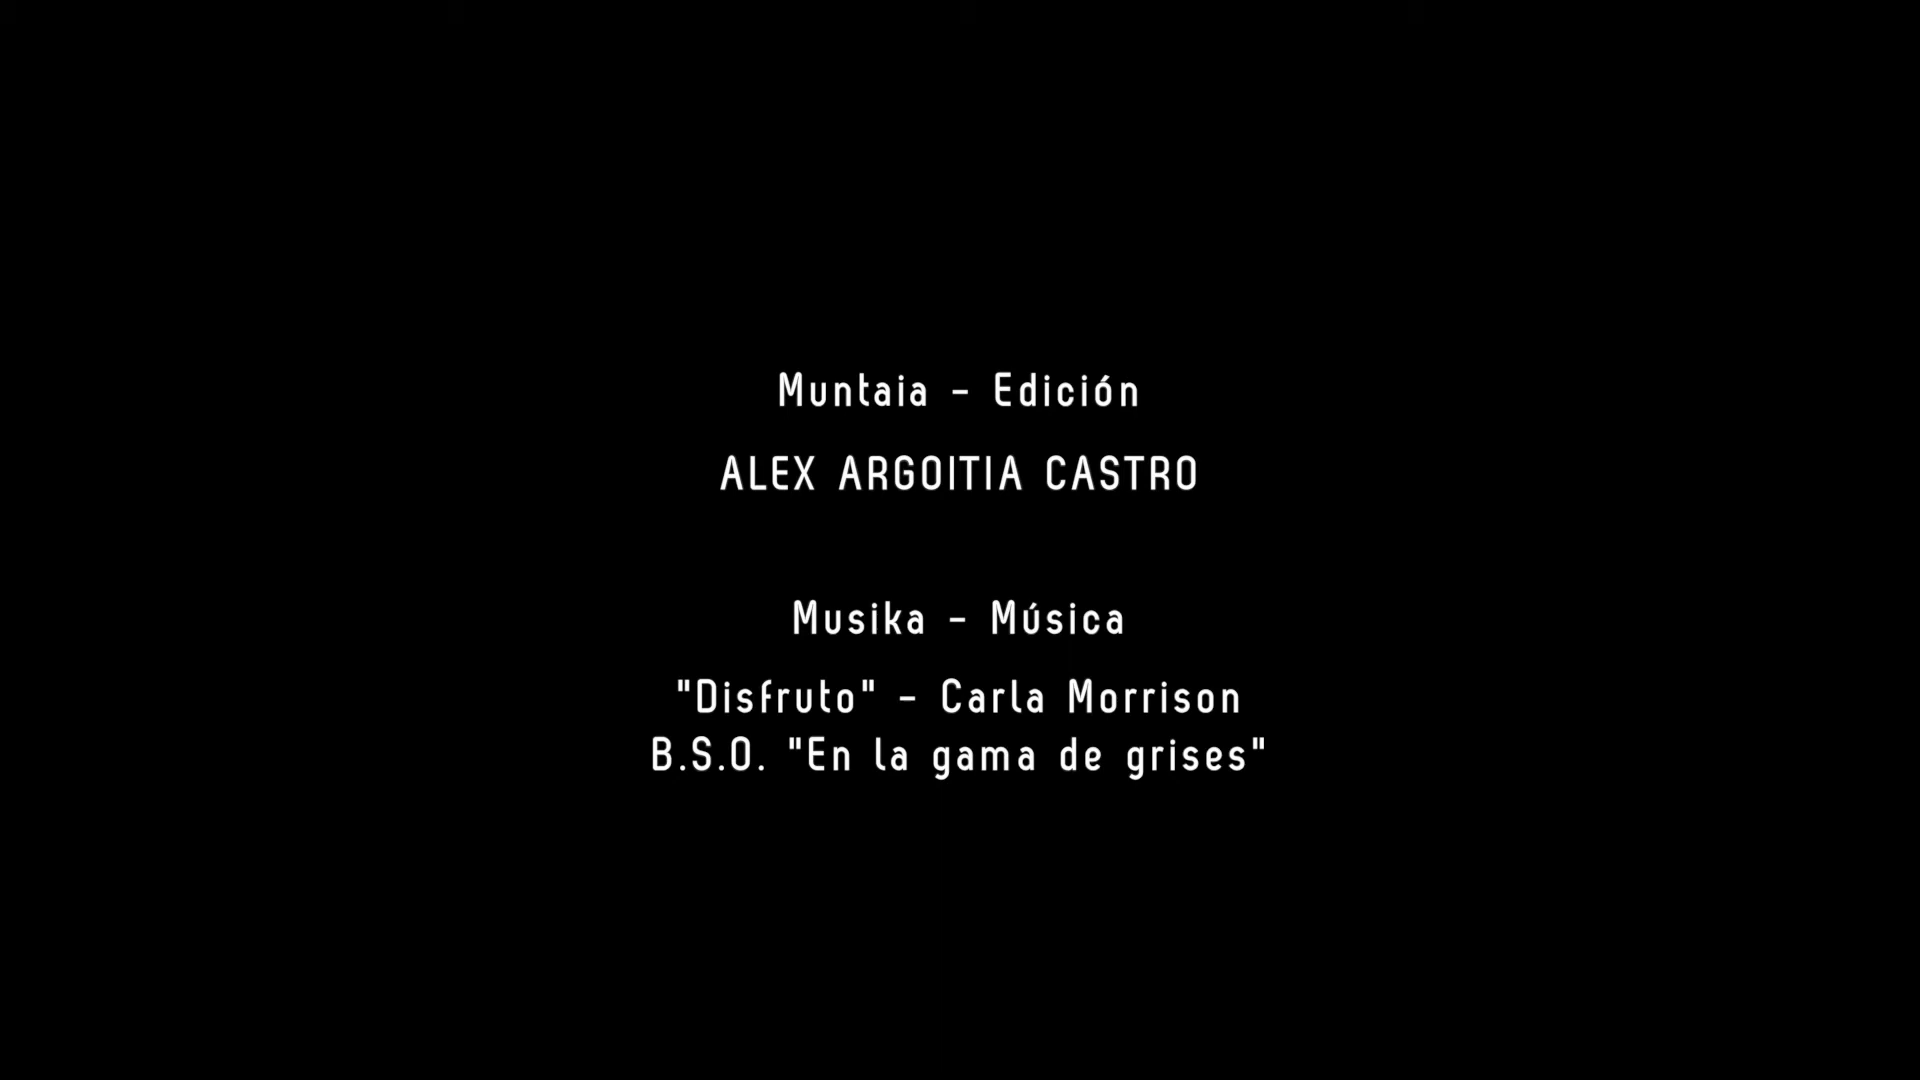 Muntaia - Edición
ALEX ARGOITIA CASTRO
Musika - Música
"Disfruto" - Carla Morrison
B.S.O. "En la gama de grises"